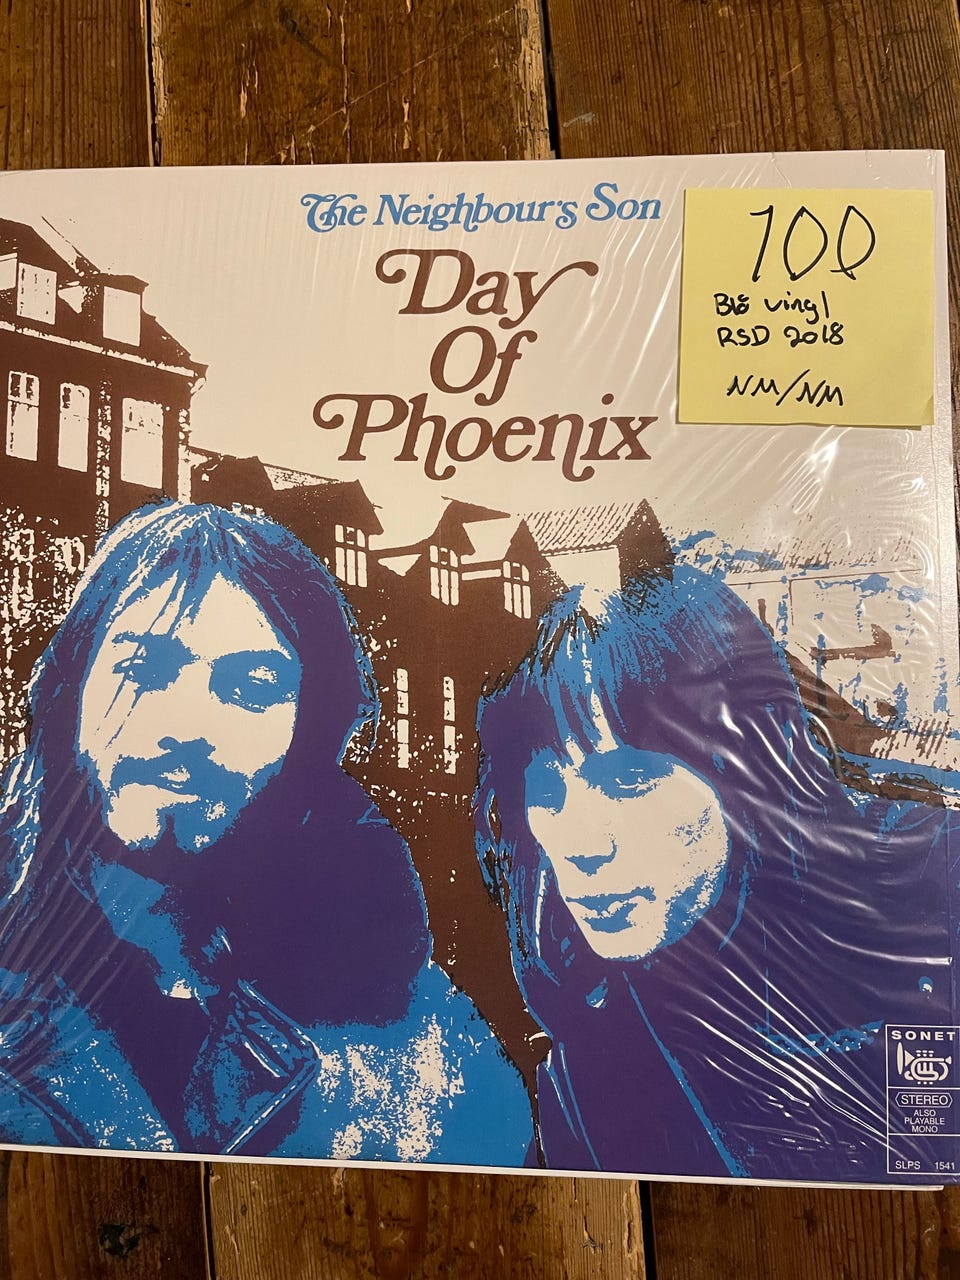 The Neighbour's Son
Day
Of
Phoenix
700
Blå vinyl
RSD 2018
NM/NM
SONET
STEREO
ALSO
PLAYABLE
MONO
SLPS 1541